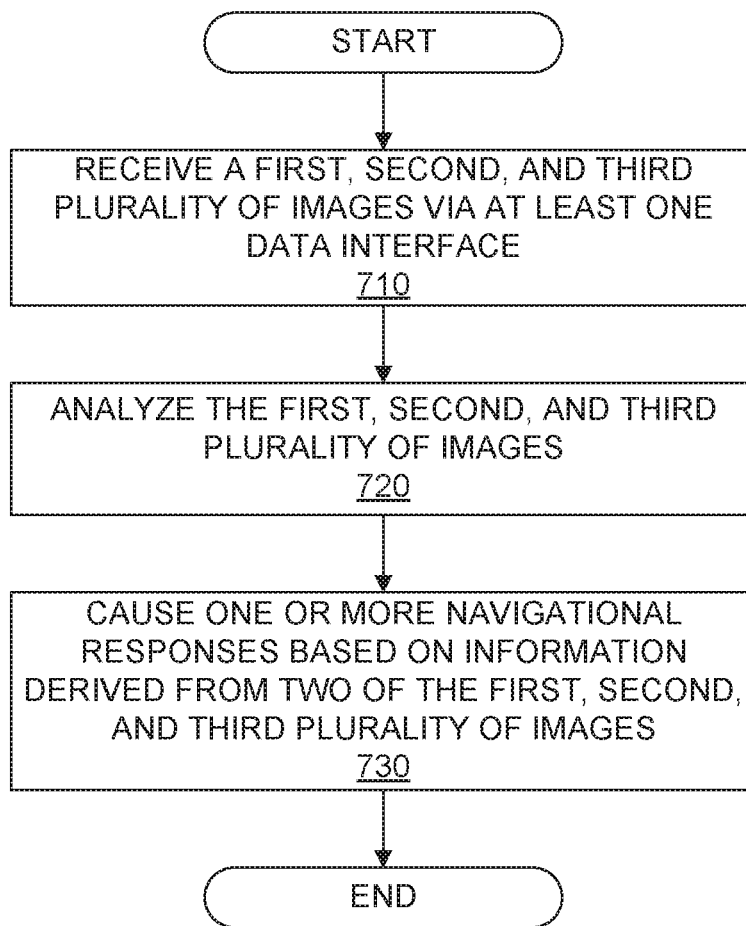 START
RECEIVE A FIRST, SECOND, AND THIRD
PLURALITY OF IMAGES VIA AT LEAST ONE
DATA INTERFACE
710
ANALYZE THE FIRST, SECOND, AND THIRD
PLURALITY OF IMAGES
720
CAUSE ONE OR MORE NAVIGATIONAL
RESPONSES BASED ON INFORMATION
DERIVED FROM TWO OF THE FIRST, SECOND,
AND THIRD PLURALITY OF IMAGES
730
END